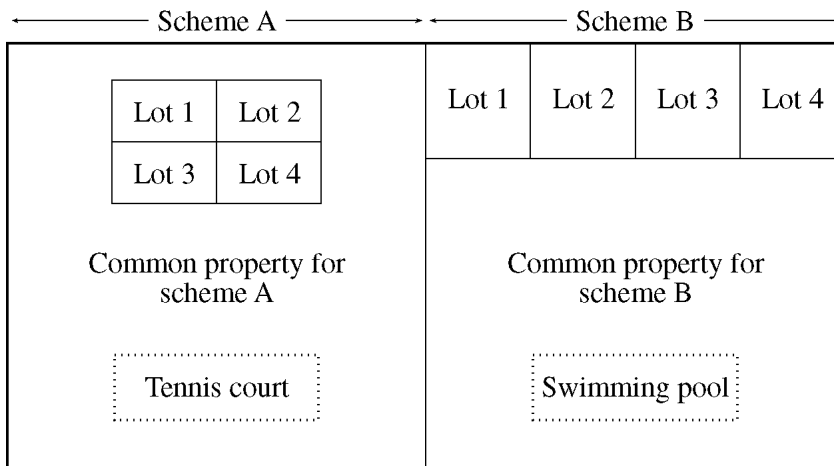 Scheme A
Scheme B
Lot 1
Lot 2
Lot 3
Lot 4
Lot 1
Lot 2
Lot 3
Lot 4
Common property for
scheme A
Common property for
scheme B
Tennis court
Swimming pool